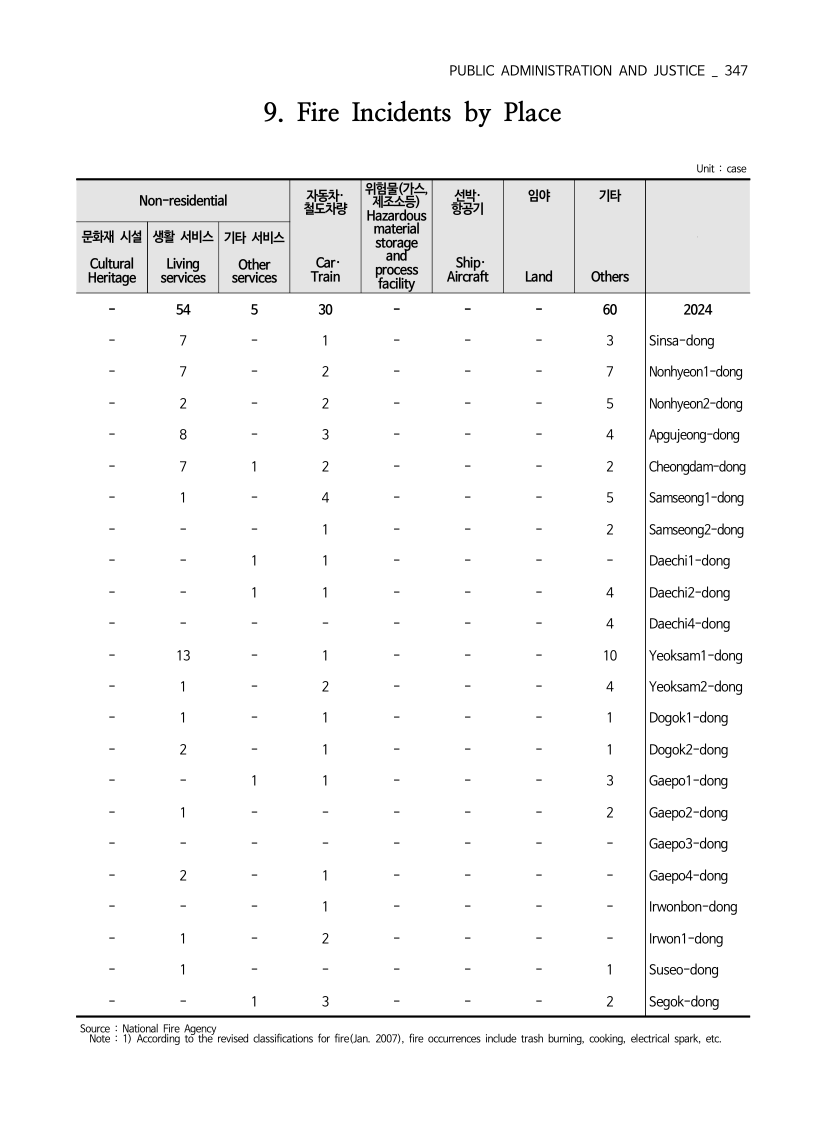 PUBLIC ADMINISTRATION AND JUSTICE _ 347
9. Fire Incidents by Place
Unit : case
Non-residential
자동차·
철도차량
Car·
Train
위험물(가스,
제조소등)
Hazardous
material
storage
and
process
facility
선박·
항공기
Ship·
Aircraft
임야
Land
기타
Others
문화재 시설 생활 서비스 기타 서비스
Cultural Heritage Living services Other services
- 54 5 30 - - - 60 2024
- 7 - 1 - - - 3 Sinsa-dong
- 7 - 2 - - - 7 Nonhyeon1-dong
- 2 - 2 - - - 5 Nonhyeon2-dong
- 8 - 3 - - - 4 Apgujeong-dong
- 7 1 2 - - - 2 Cheongdam-dong
- 1 - 4 - - - 5 Samseong1-dong
- - - 1 - - - 2 Samseong2-dong
- - 1 1 - - - - Daechi1-dong
- - 1 1 - - - 4 Daechi2-dong
- - - - - - - 4 Daechi4-dong
- 13 - 1 - - - 10 Yeoksam1-dong
- 1 - 2 - - - 4 Yeoksam2-dong
- 1 - 1 - - - 1 Dogok1-dong
- 2 - 1 - - - 1 Dogok2-dong
- - 1 1 - - - 3 Gaepo1-dong
- 1 - - - - - 2 Gaepo2-dong
- - - - - - - - Gaepo3-dong
- 2 - 1 - - - - Gaepo4-dong
- - - 1 - - - - Irwonbon-dong
- 1 - 2 - - - - Irwon1-dong
- 1 - - - - - 1 Suseo-dong
- - 1 3 - - - 2 Segok-dong
Source : National Fire Agency
Note : 1) According to the revised classifications for fire(Jan. 2007), fire occurrences include trash burning, cooking, electrical spark, etc.